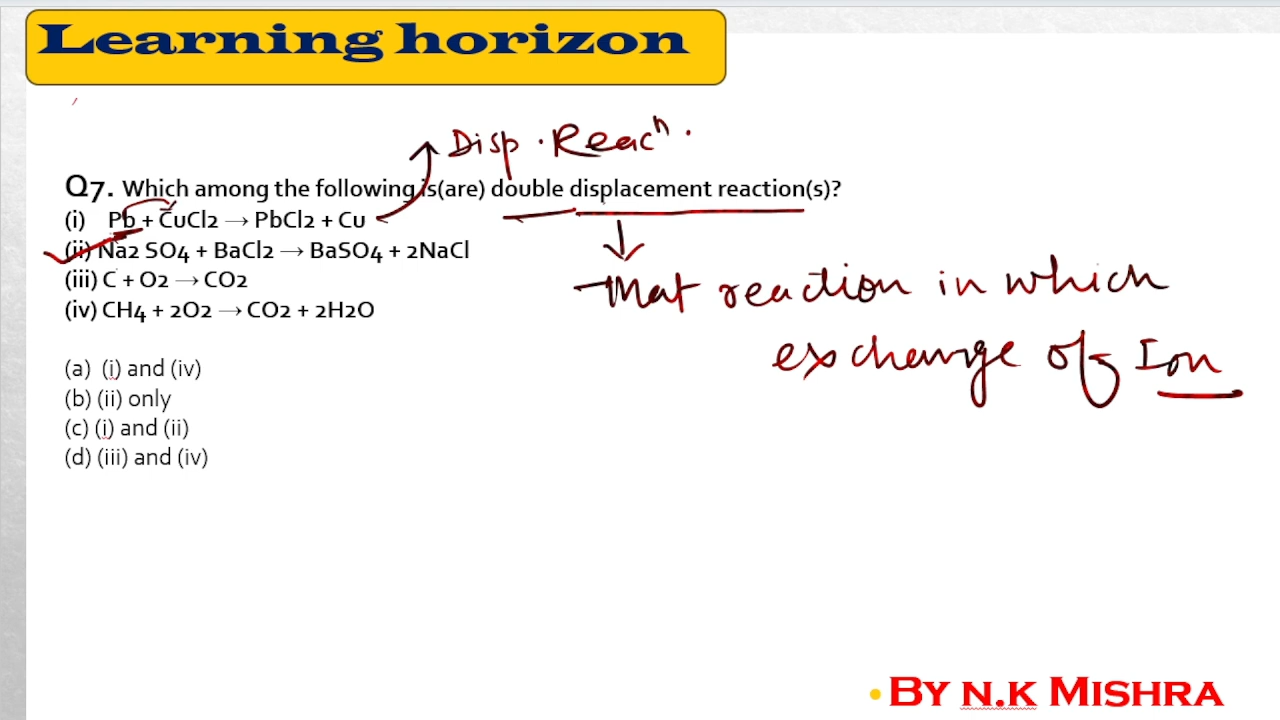 Learning horizon
Disp. Reacⁿ.
Q7. Which among the following is(are) double displacement reaction(s)?
(i) Pb + CuCl2 → PbCl2 + Cu
(ii) Na2 SO4 + BaCl2 → BaSO4 + 2NaCl
(iii) C + O2 → CO2
(iv) CH4 + 2O2 → CO2 + 2H2O
That reaction in which
exchange of Ion
(a) (i) and (iv)
(b) (ii) only
(c) (i) and (ii)
(d) (iii) and (iv)
• By N.K Mishra